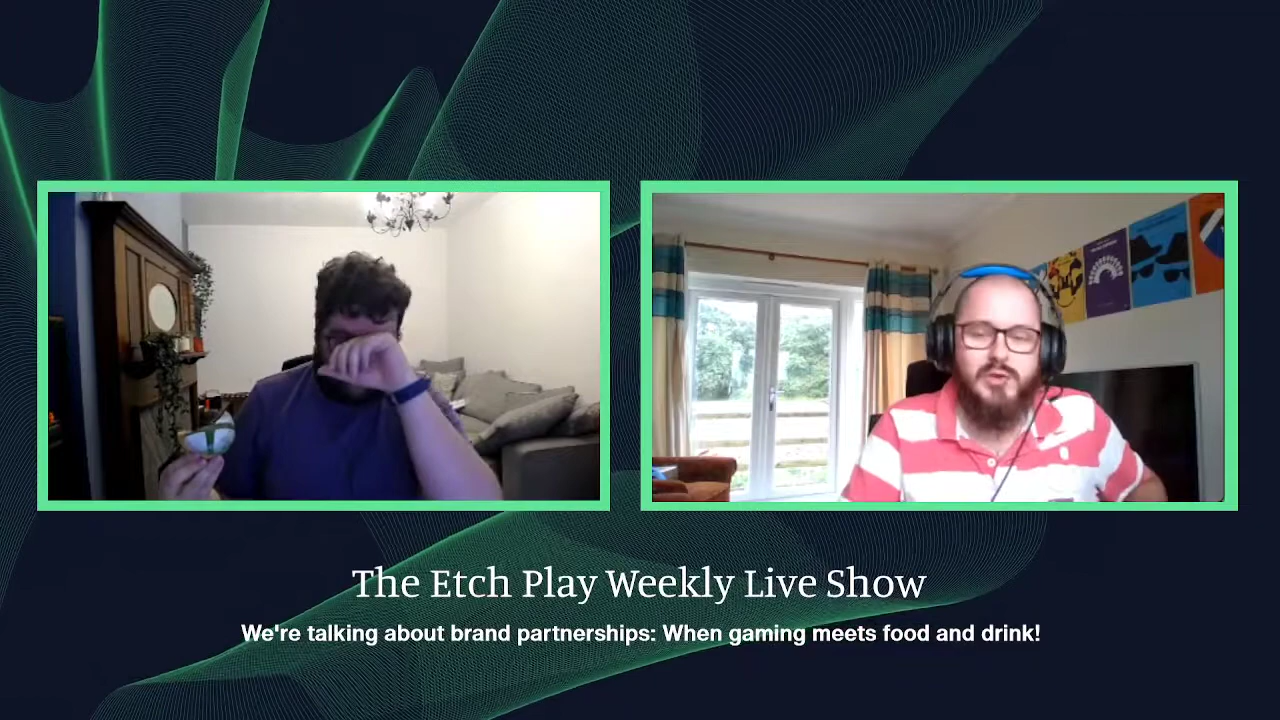 The Etch Play Weekly Live Show
We're talking about brand partnerships: When gaming meets food and drink!